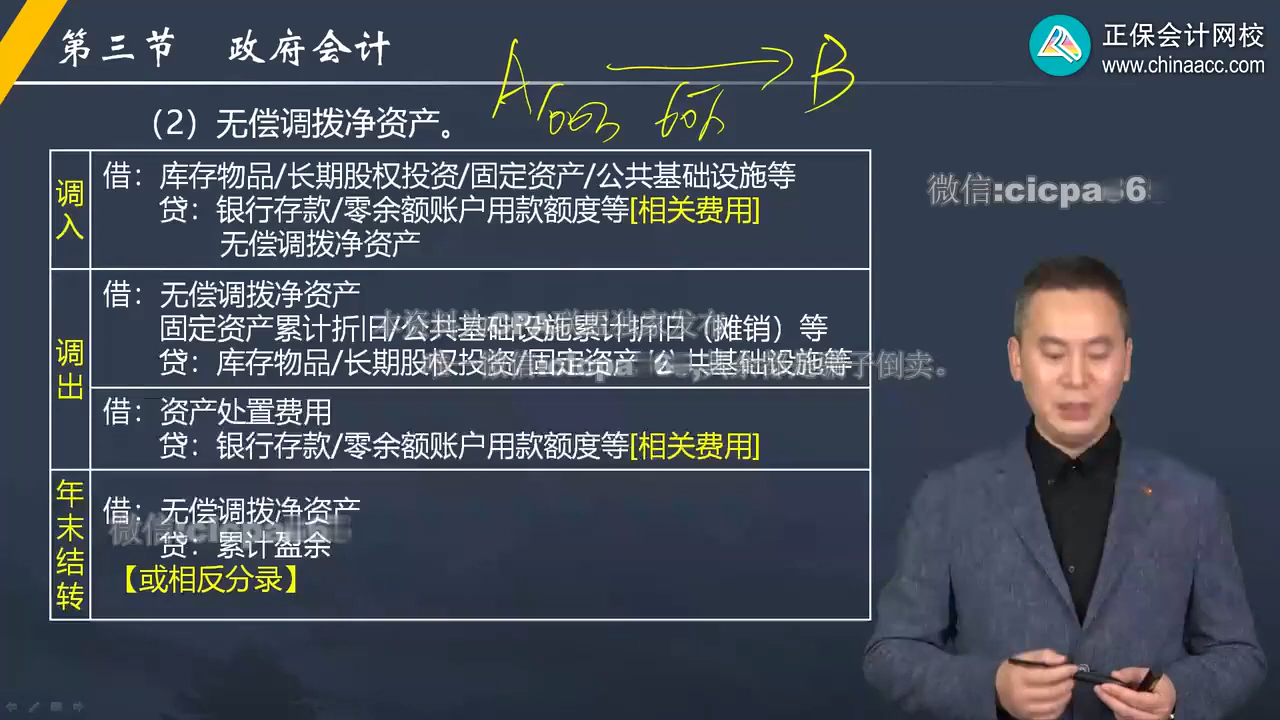 第三节 政府会计
正保会计网校
www.chinaacc.com
A → B
（2）无偿调拨净资产。
调入
借：库存物品/长期股权投资/固定资产/公共基础设施等
贷：银行存款/零余额账户用款额度等[相关费用]
无偿调拨净资产
调出
借：无偿调拨净资产
固定资产累计折旧/公共基础设施累计折旧（摊销）等
贷：库存物品/长期股权投资/固定资产/公共基础设施等
借：资产处置费用
贷：银行存款/零余额账户用款额度等[相关费用]
年末结转
借：无偿调拨净资产
贷：累计盈余
【或相反分录】
微信:cicpa